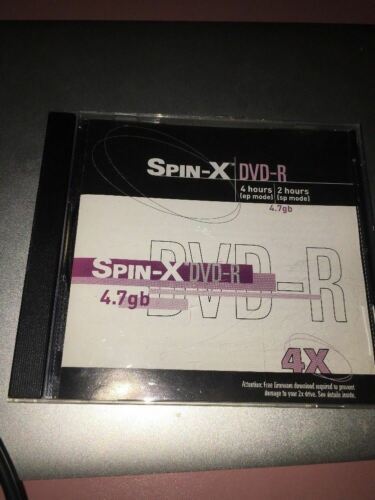 SPIN-X DVD-R
4 hours 2 hours
(ep mode) (sp mode)
4.7gb
DVD-R
SPIN-X DVD-R
4.7gb
4X
Attention: Free firmware download required to prevent
damage to your 2x drive. See details inside.